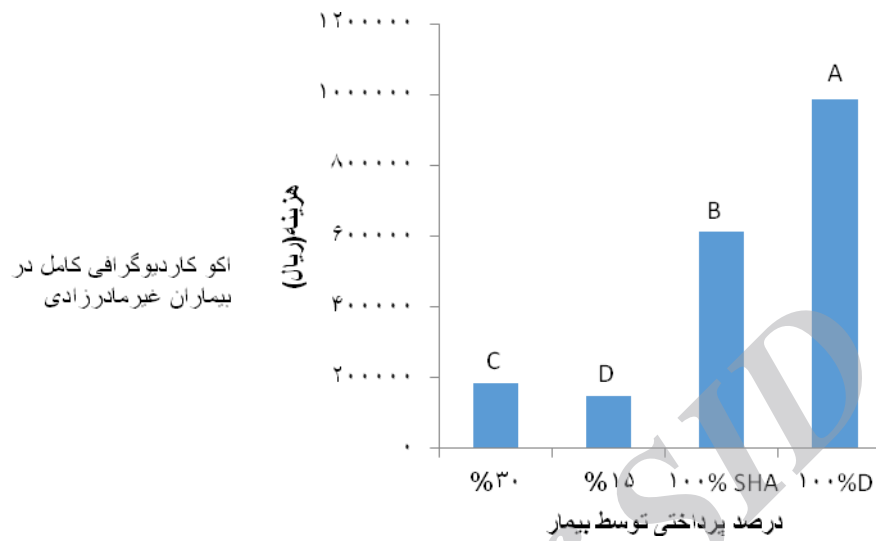 اکو کاردیوگرافی کامل در
بیماران غیرمادرزادی
هزینه(ریال)
۱۲۰۰۰۰۰
۱۰۰۰۰۰۰
۸۰۰۰۰۰
۶۰۰۰۰۰
۴۰۰۰۰۰
۲۰۰۰۰۰
۰
C
D
B
A
%۳۰
%۱۵
۱۰۰% SHA
۱۰۰%D
درصد پرداختی توسط بیمار
SID